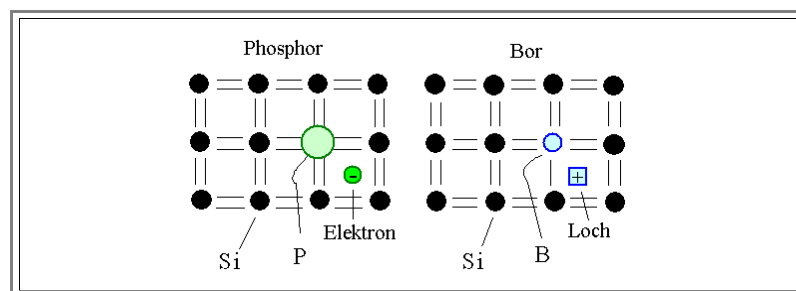 Phosphor
Bor
-
+
Elektron
Loch
Si
P
Si
B